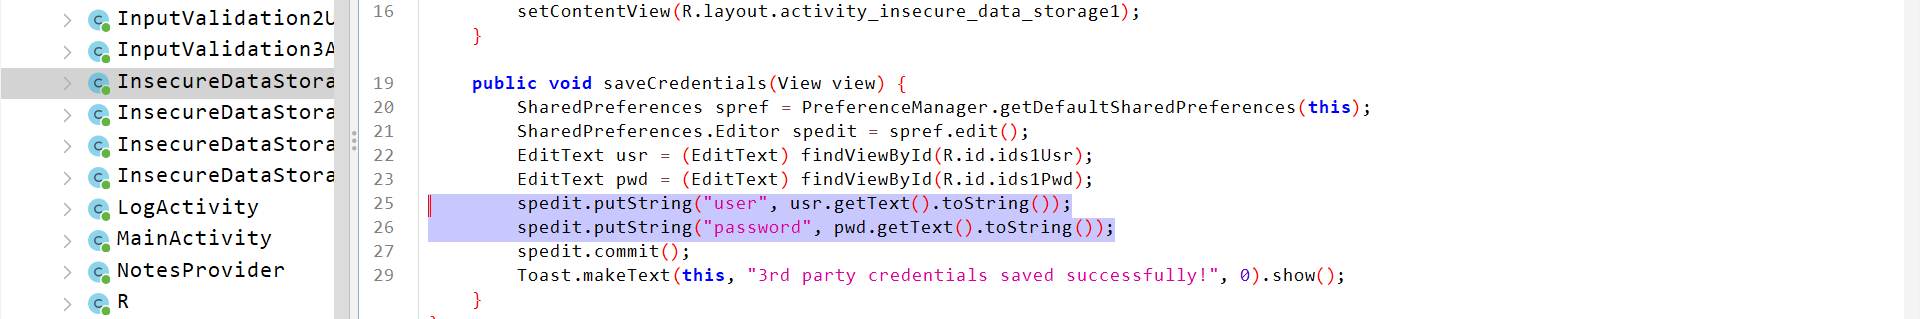 InputValidation2U
InputValidation3A
InsecureDataStora
InsecureDataStora
InsecureDataStora
InsecureDataStora
LogActivity
MainActivity
NotesProvider
R
16 setContentView(R.layout.activity_insecure_data_storage1);
}
19 public void saveCredentials(View view) {
20 SharedPreferences spref = PreferenceManager.getDefaultSharedPreferences(this);
21 SharedPreferences.Editor spedit = spref.edit();
22 EditText usr = (EditText) findViewById(R.id.ids1Usr);
23 EditText pwd = (EditText) findViewById(R.id.ids1Pwd);
25 spedit.putString("user", usr.getText().toString());
26 spedit.putString("password", pwd.getText().toString());
27 spedit.commit();
29 Toast.makeText(this, "3rd party credentials saved successfully!", 0).show();
}